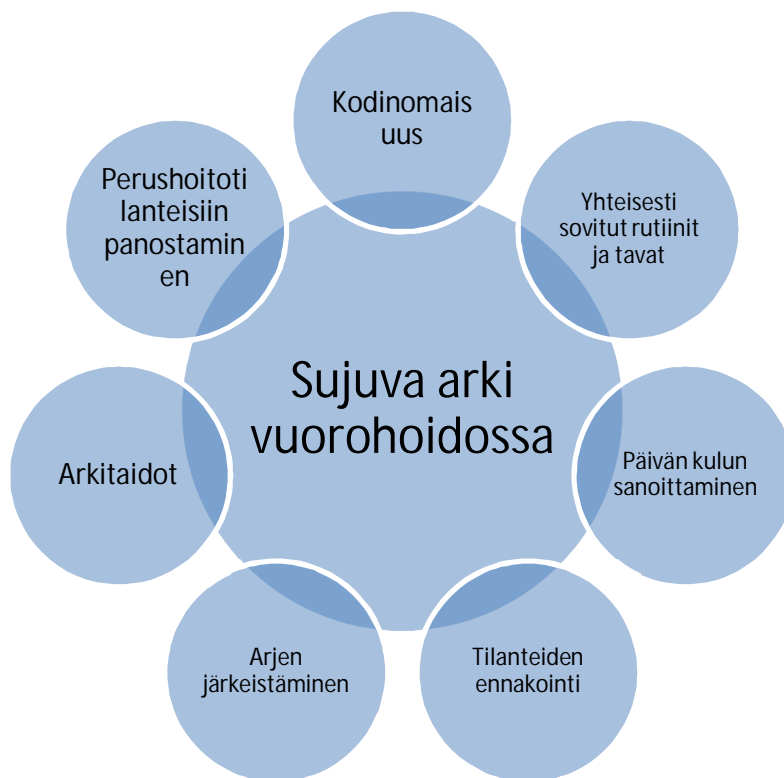 Kodinomais
uus
Yhteisesti
sovitut rutiinit
ja tavat
Päivän kulun
sanoittaminen
Tilanteiden
ennakointi
Arjen
järkeistäminen
Arkitaidot
Perushoitoti
lanteisiin
panostamin
en
Sujuva arki
vuorohoidossa